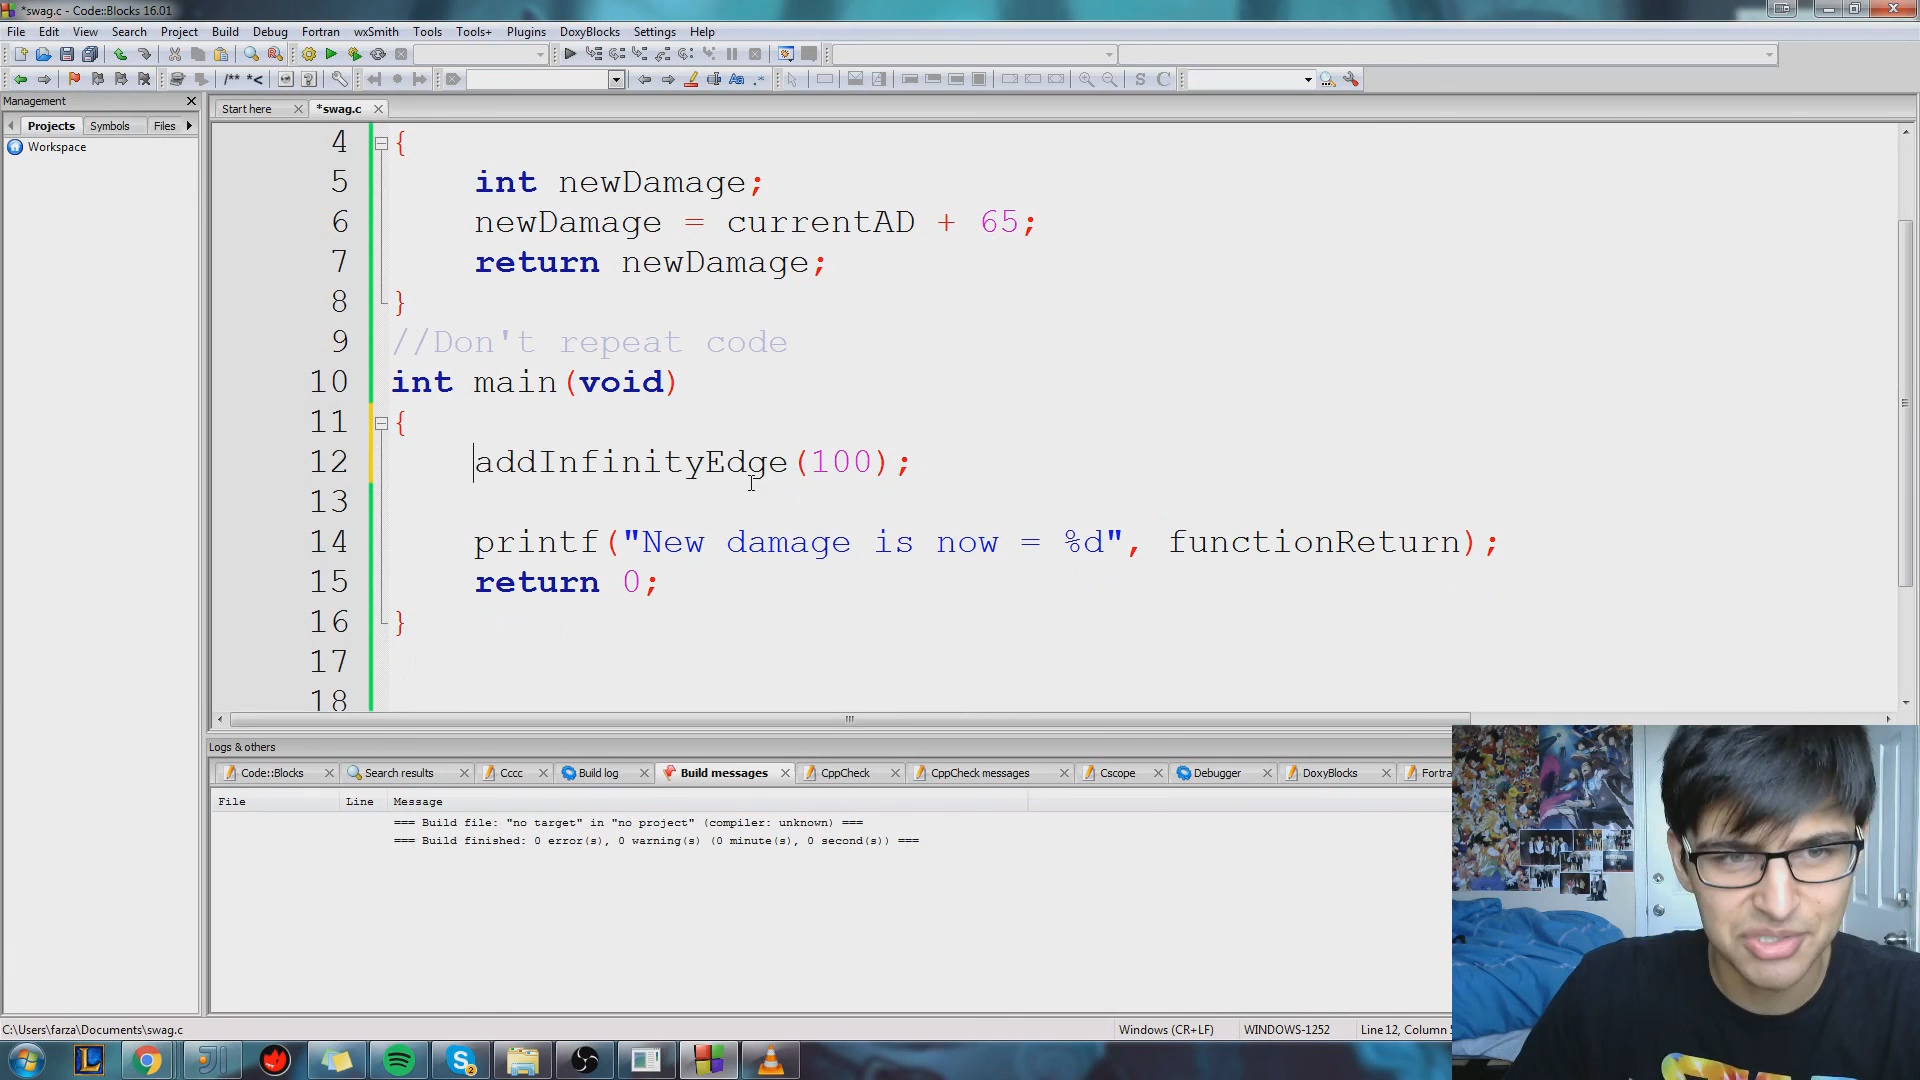 *swag.c - Code::Blocks 16.01
File Edit View Search Project Build Debug Fortran wxSmith Tools Tools+ Plugins DoxyBlocks Settings Help
/** *<
S C
Management
Start here *swag.c
Projects Symbols Files
Workspace
4 {
5 int newDamage;
6 newDamage = currentAD + 65;
7 return newDamage;
8 }
9 //Don't repeat code
10 int main(void)
11 {
12 addInfinityEdge(100);
13
14 printf("New damage is now = %d", functionReturn);
15 return 0;
16 }
17
18
Logs & others
Code::Blocks Search results Cccc Build log Build messages CppCheck CppCheck messages Cscope Debugger DoxyBlocks Fortra
File Line Message
=== Build file: "no target" in "no project" (compiler: unknown) ===
=== Build finished: 0 error(s), 0 warning(s) (0 minute(s), 0 second(s)) ===
C:\Users\farza\Documents\swag.c Windows (CR+LF) WINDOWS-1252 Line 12, Column